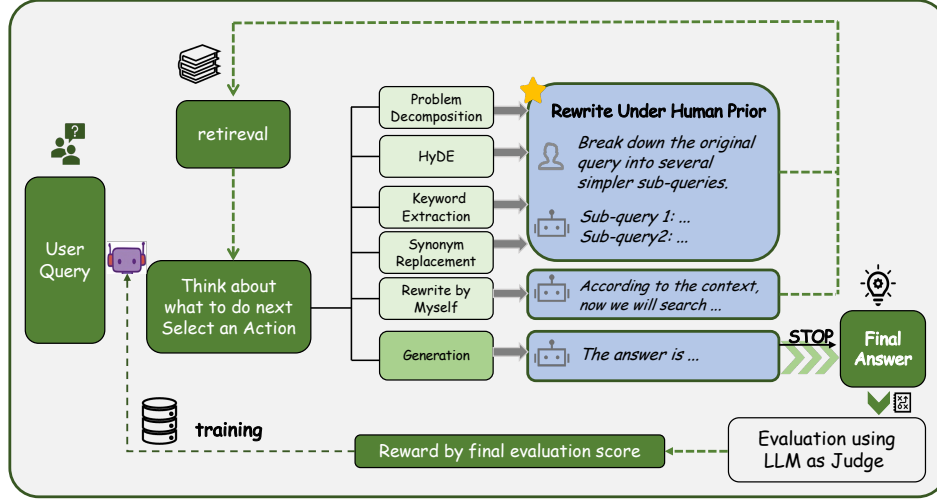 retireval
User
Query
Think about
what to do next
Select an Action
Problem
Decomposition
HyDE
Keyword
Extraction
Synonym
Replacement
Rewrite by
Myself
Generation
Rewrite Under Human Prior
Break down the original
query into several
simpler sub-queries.
Sub-query 1: ...
Sub-query2: ...
According to the context,
now we will search ...
The answer is ...
STOP
Final
Answer
Evaluation using
LLM as Judge
Reward by final evaluation score
training